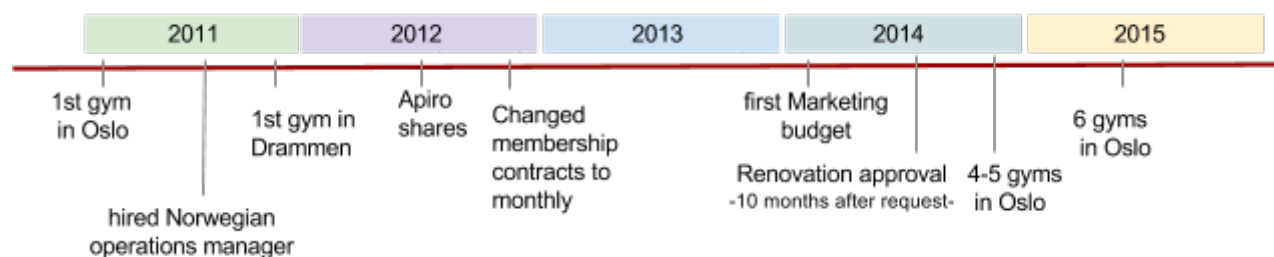 2011
2012
2013
2014
2015
1st gym
in Oslo
hired Norwegian
operations manager
1st gym in
Drammen
Apiro
shares
Changed
membership
contracts to
monthly
first Marketing
budget
Renovation approval
-10 months after request-
4-5 gyms
in Oslo
6 gyms
in Oslo